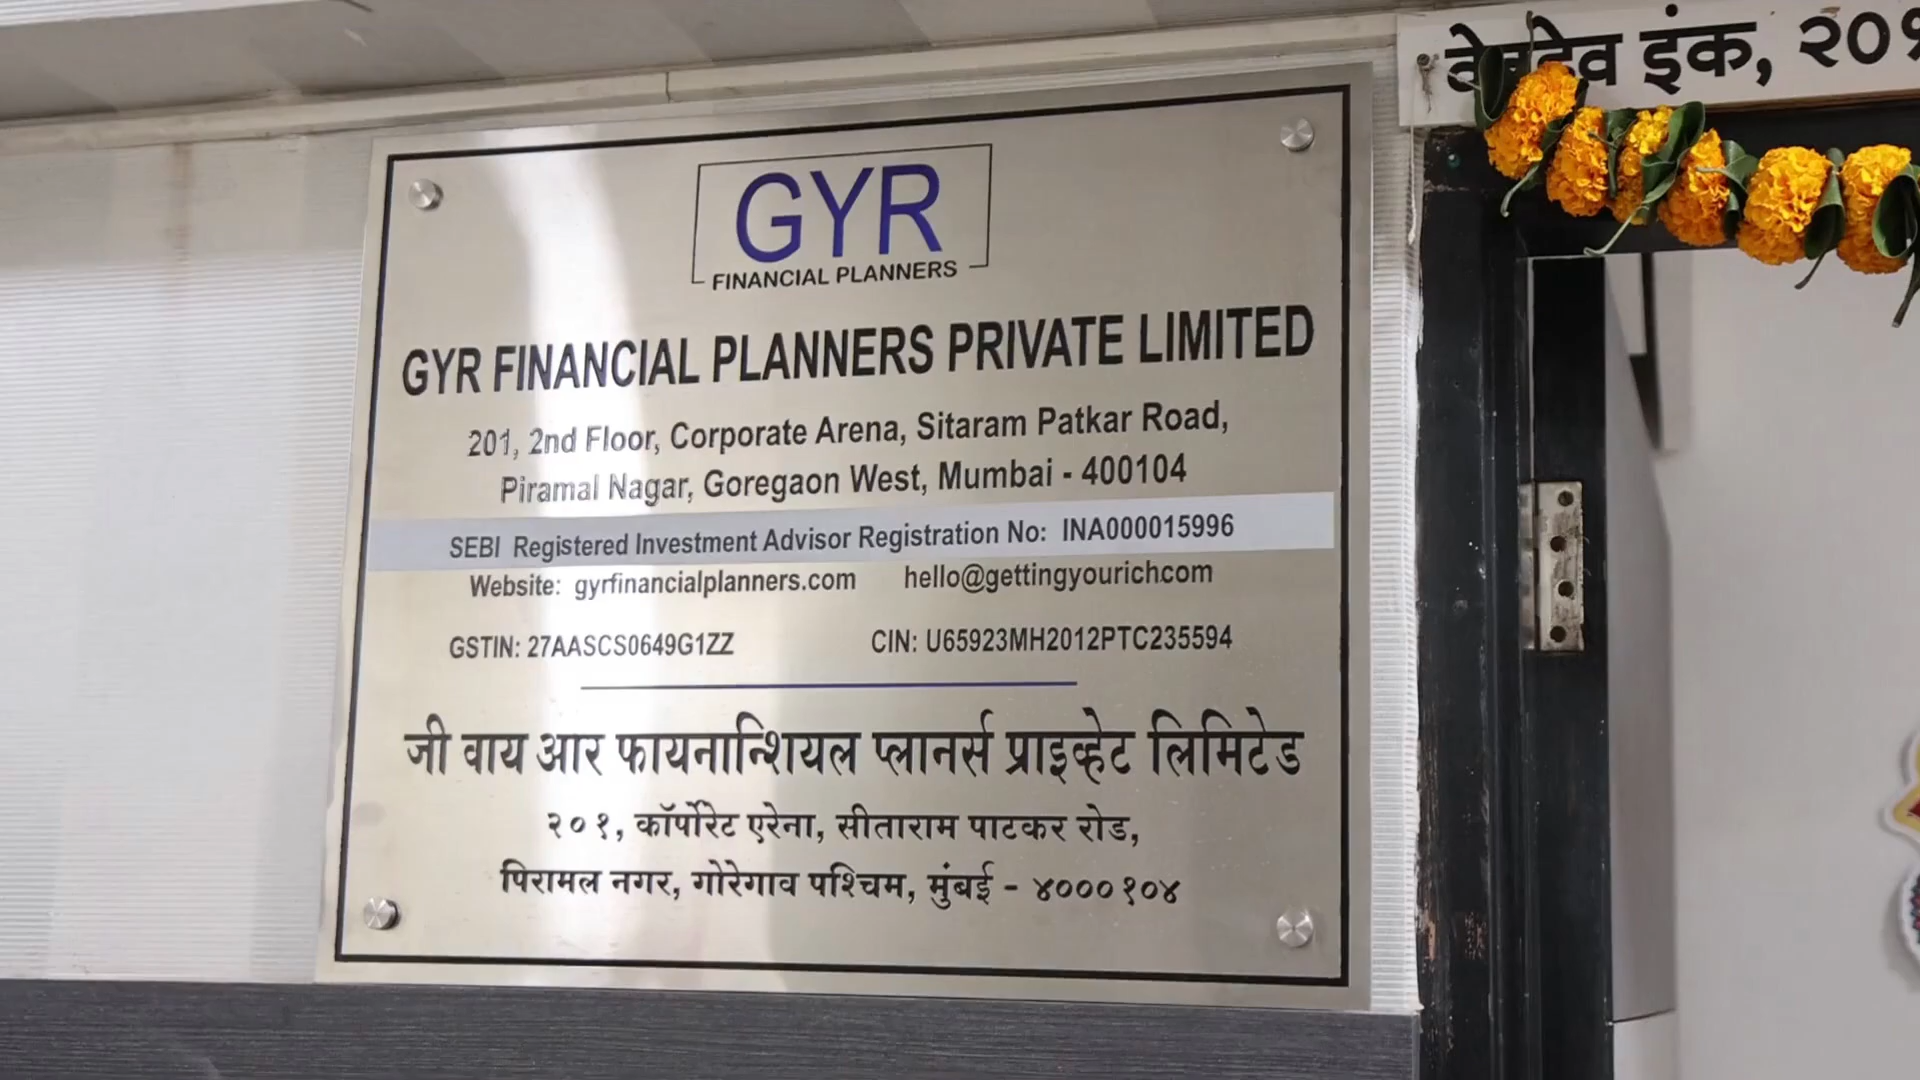 GYR
FINANCIAL PLANNERS
GYR FINANCIAL PLANNERS PRIVATE LIMITED
201, 2nd Floor, Corporate Arena, Sitaram Patkar Road,
Piramal Nagar, Goregaon West, Mumbai - 400104
SEBI Registered Investment Advisor Registration No: INA000015996
Website: gyrfinancialplanners.com hello@gettingyourich.com
GSTIN: 27AASCS0649G1ZZ CIN: U65923MH2012PTC235594
जी वाय आर फायनान्शियल प्लानर्स प्राइव्हेट लिमिटेड
२०१, कॉर्पोरेट एरेना, सीताराम पाटकर रोड,
पिरामल नगर, गोरेगाव पश्चिम, मुंबई - ४०००१०४
इंक,